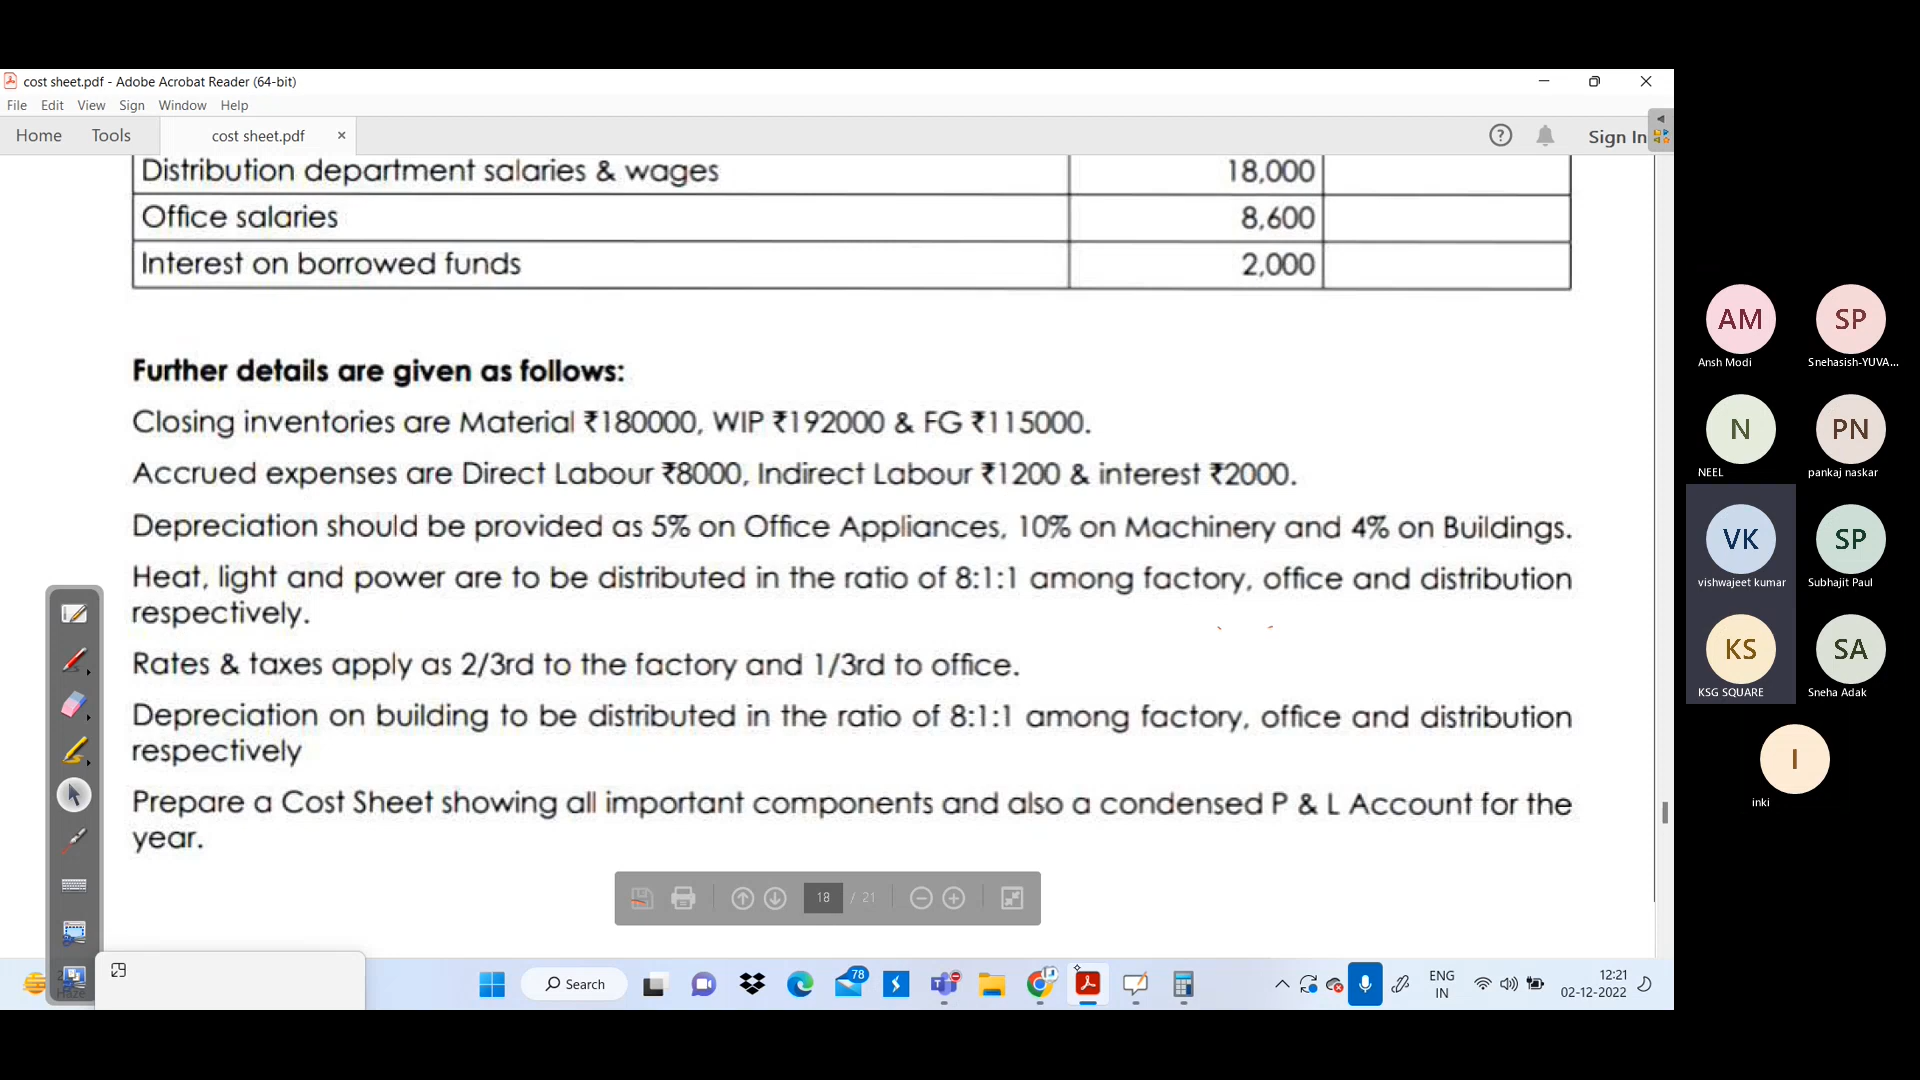 cost sheet.pdf - Adobe Acrobat Reader (64-bit)
File Edit View Sign Window Help
Home Tools cost sheet.pdf × Sign In
Distribution department salaries & wages 18,000
Office salaries 8,600
Interest on borrowed funds 2,000
Further details are given as follows:
Closing inventories are Material ₹180000, WIP ₹192000 & FG ₹115000.
Accrued expenses are Direct Labour ₹8000, Indirect Labour ₹1200 & interest ₹2000.
Depreciation should be provided as 5% on Office Appliances, 10% on Machinery and 4% on Buildings.
Heat, light and power are to be distributed in the ratio of 8:1:1 among factory, office and distribution
respectively.
Rates & taxes apply as 2/3rd to the factory and 1/3rd to office.
Depreciation on building to be distributed in the ratio of 8:1:1 among factory, office and distribution
respectively
Prepare a Cost Sheet showing all important components and also a condensed P & L Account for the
year.
18 / 21
AM SP
Ansh Modi Snehasish-YUVA...
N PN
NEEL pankaj naskar
VK SP
vishwajeet kumar Subhajit Paul
KS SA
KSG SQUARE Sneha Adak
I
inki
Haze
Search
78
ENG
IN
12:21
02-12-2022